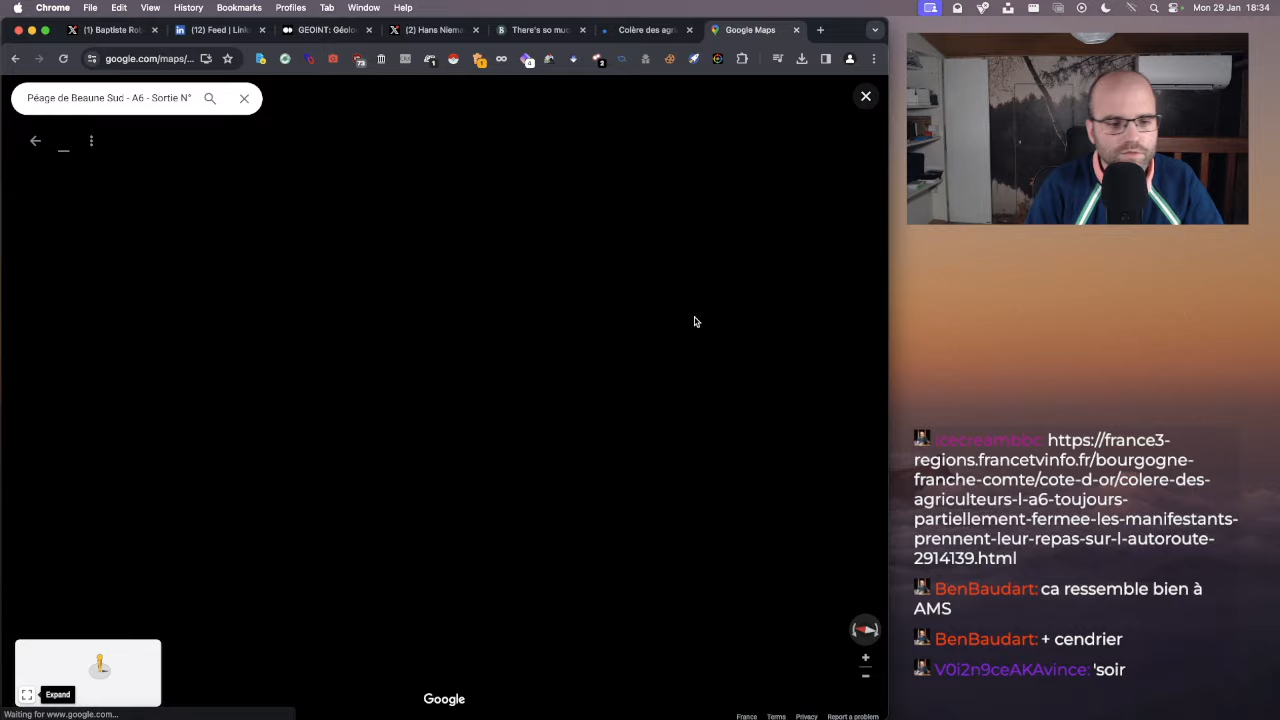 Chrome File Edit View History Bookmarks Profiles Tab Window Help Mon 29 Jan 18:34
(1) Baptiste Rob (12) Feed | Link GEOINT: Géolo (2) Hans Niema There's so muc Colère des agri Google Maps
google.com/maps/...
Péage de Beaune Sud - A6 - Sortie N°
icecreambbc: https://france3-
regions.francetvinfo.fr/bourgogne-
franche-comte/cote-d-or/colere-des-
agriculteurs-l-a6-toujours-
partiellement-fermee-les-manifestants-
prennent-leur-repas-sur-l-autoroute-
2914139.html
BenBaudart: ca ressemble bien à
AMS
BenBaudart: + cendrier
V0i2n9ceAKAvince: 'soir
Expand
Google
Waiting for www.google.com...
France Terms Privacy Report a problem